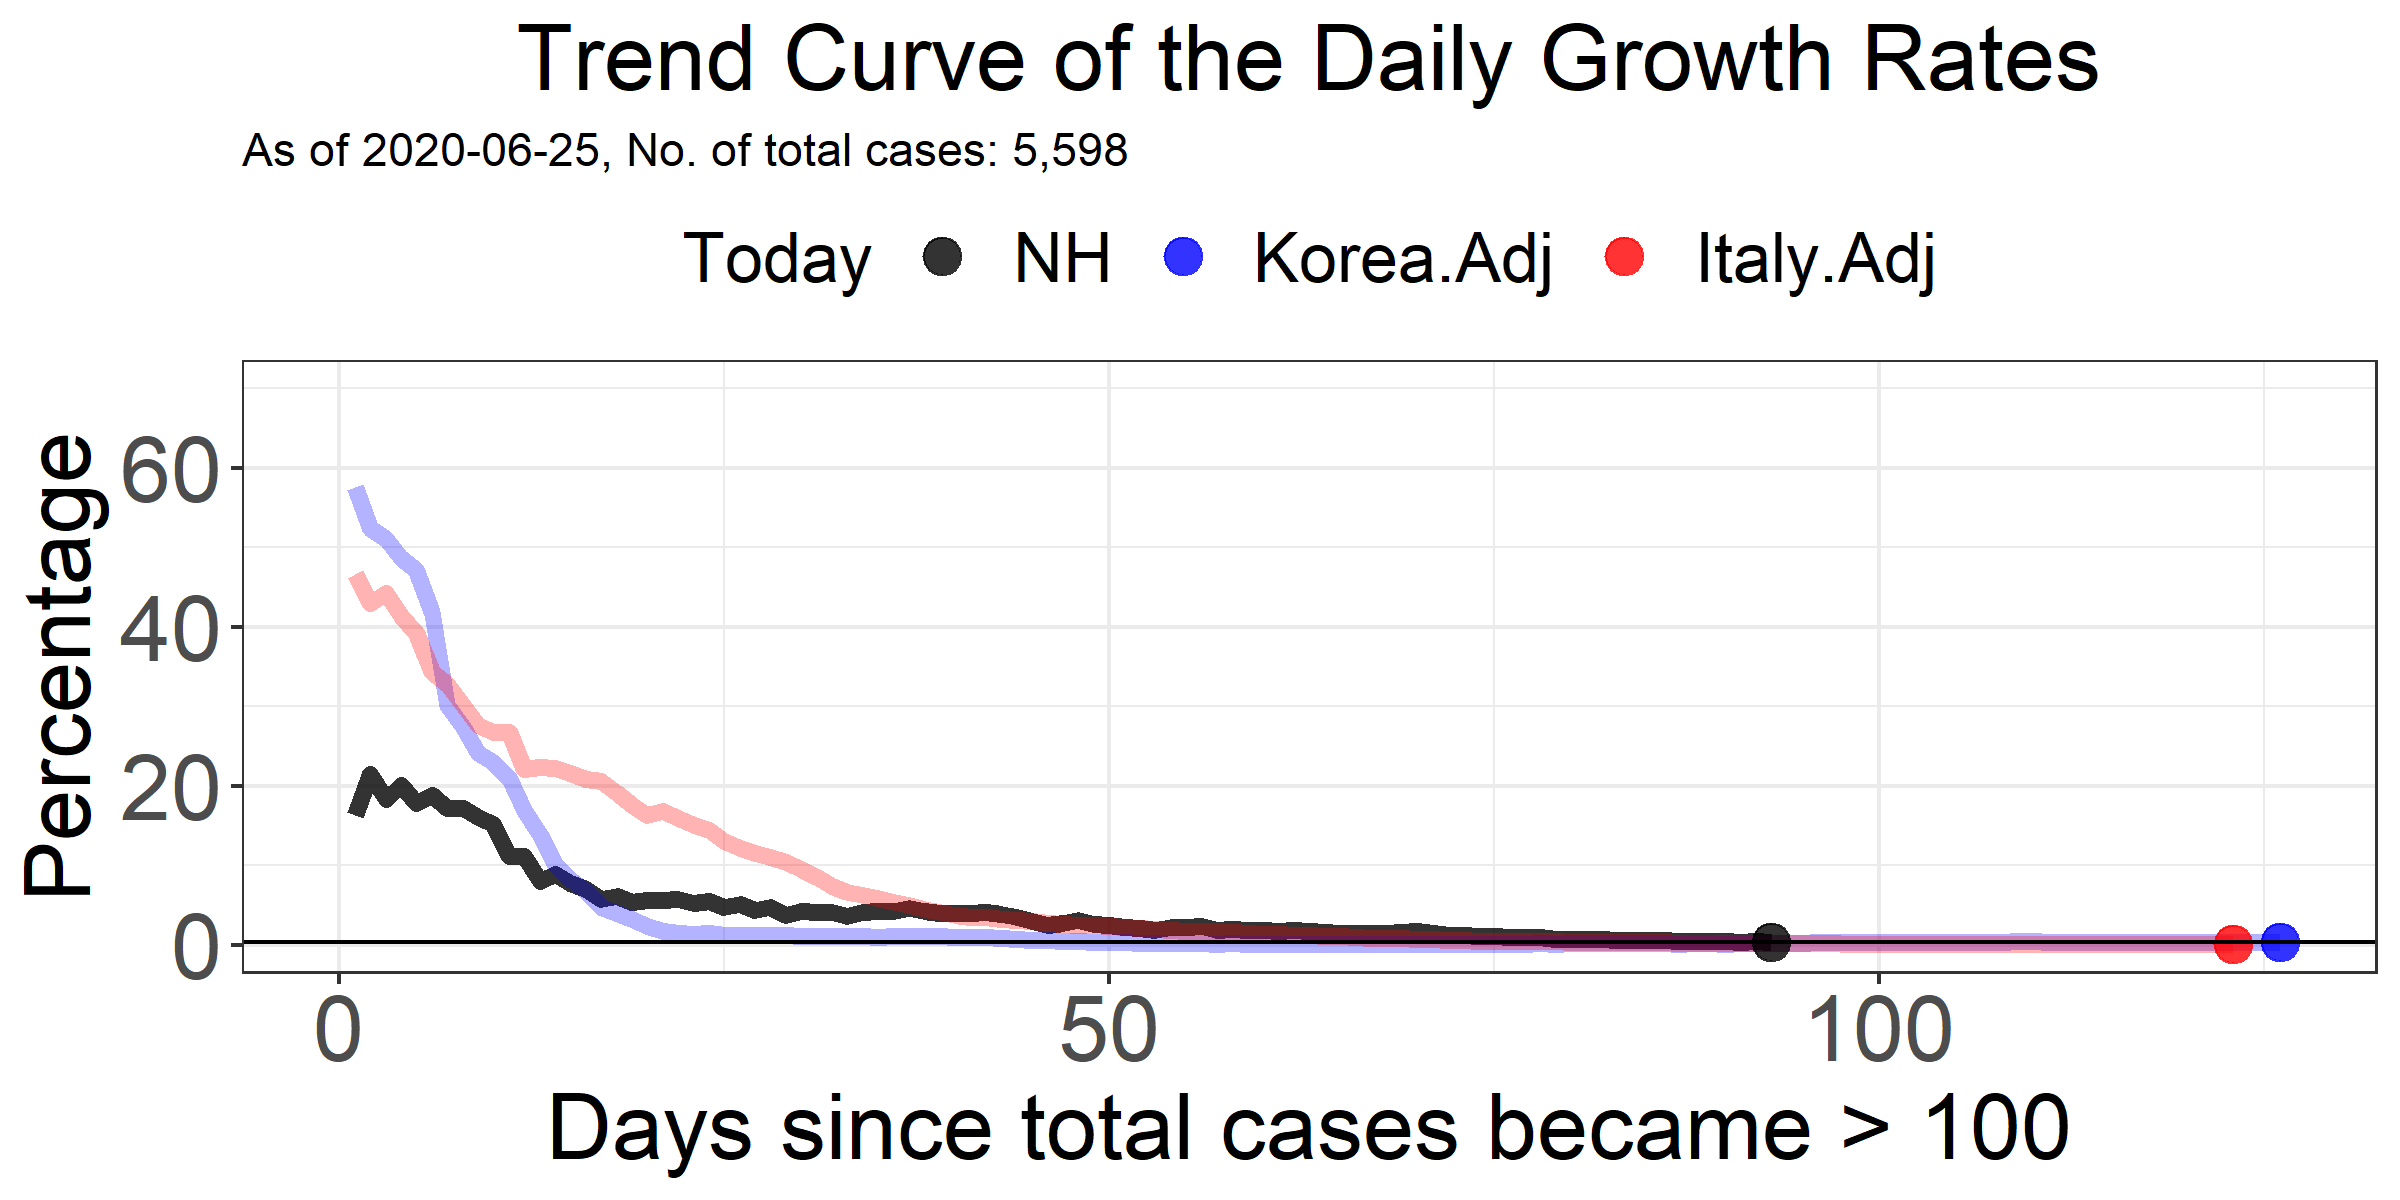 Trend Curve of the Daily Growth Rates
As of 2020-06-25, No. of total cases: 5,598
Today NH Korea.Adj Italy.Adj
Percentage
60
40
20
0
0 50 100
Days since total cases became > 100